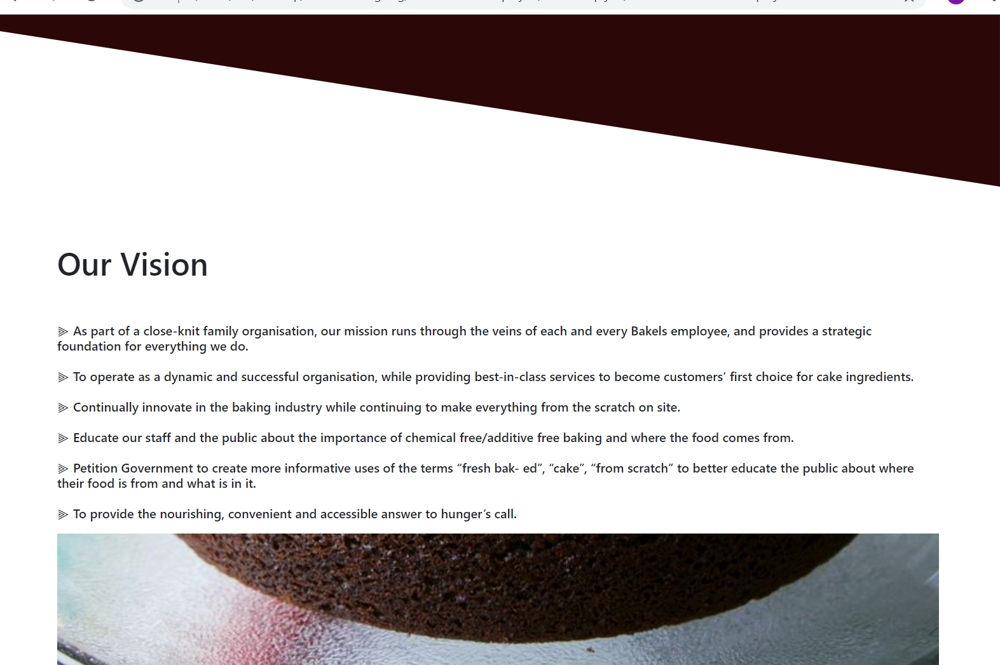 Our Vision
⫸ As part of a close-knit family organisation, our mission runs through the veins of each and every Bakels employee, and provides a strategic
foundation for everything we do.
⫸ To operate as a dynamic and successful organisation, while providing best-in-class services to become customers’ first choice for cake ingredients.
⫸ Continually innovate in the baking industry while continuing to make everything from the scratch on site.
⫸ Educate our staff and the public about the importance of chemical free/additive free baking and where the food comes from.
⫸ Petition Government to create more informative uses of the terms “fresh bak- ed”, “cake”, “from scratch” to better educate the public about where
their food is from and what is in it.
⫸ To provide the nourishing, convenient and accessible answer to hunger’s call.